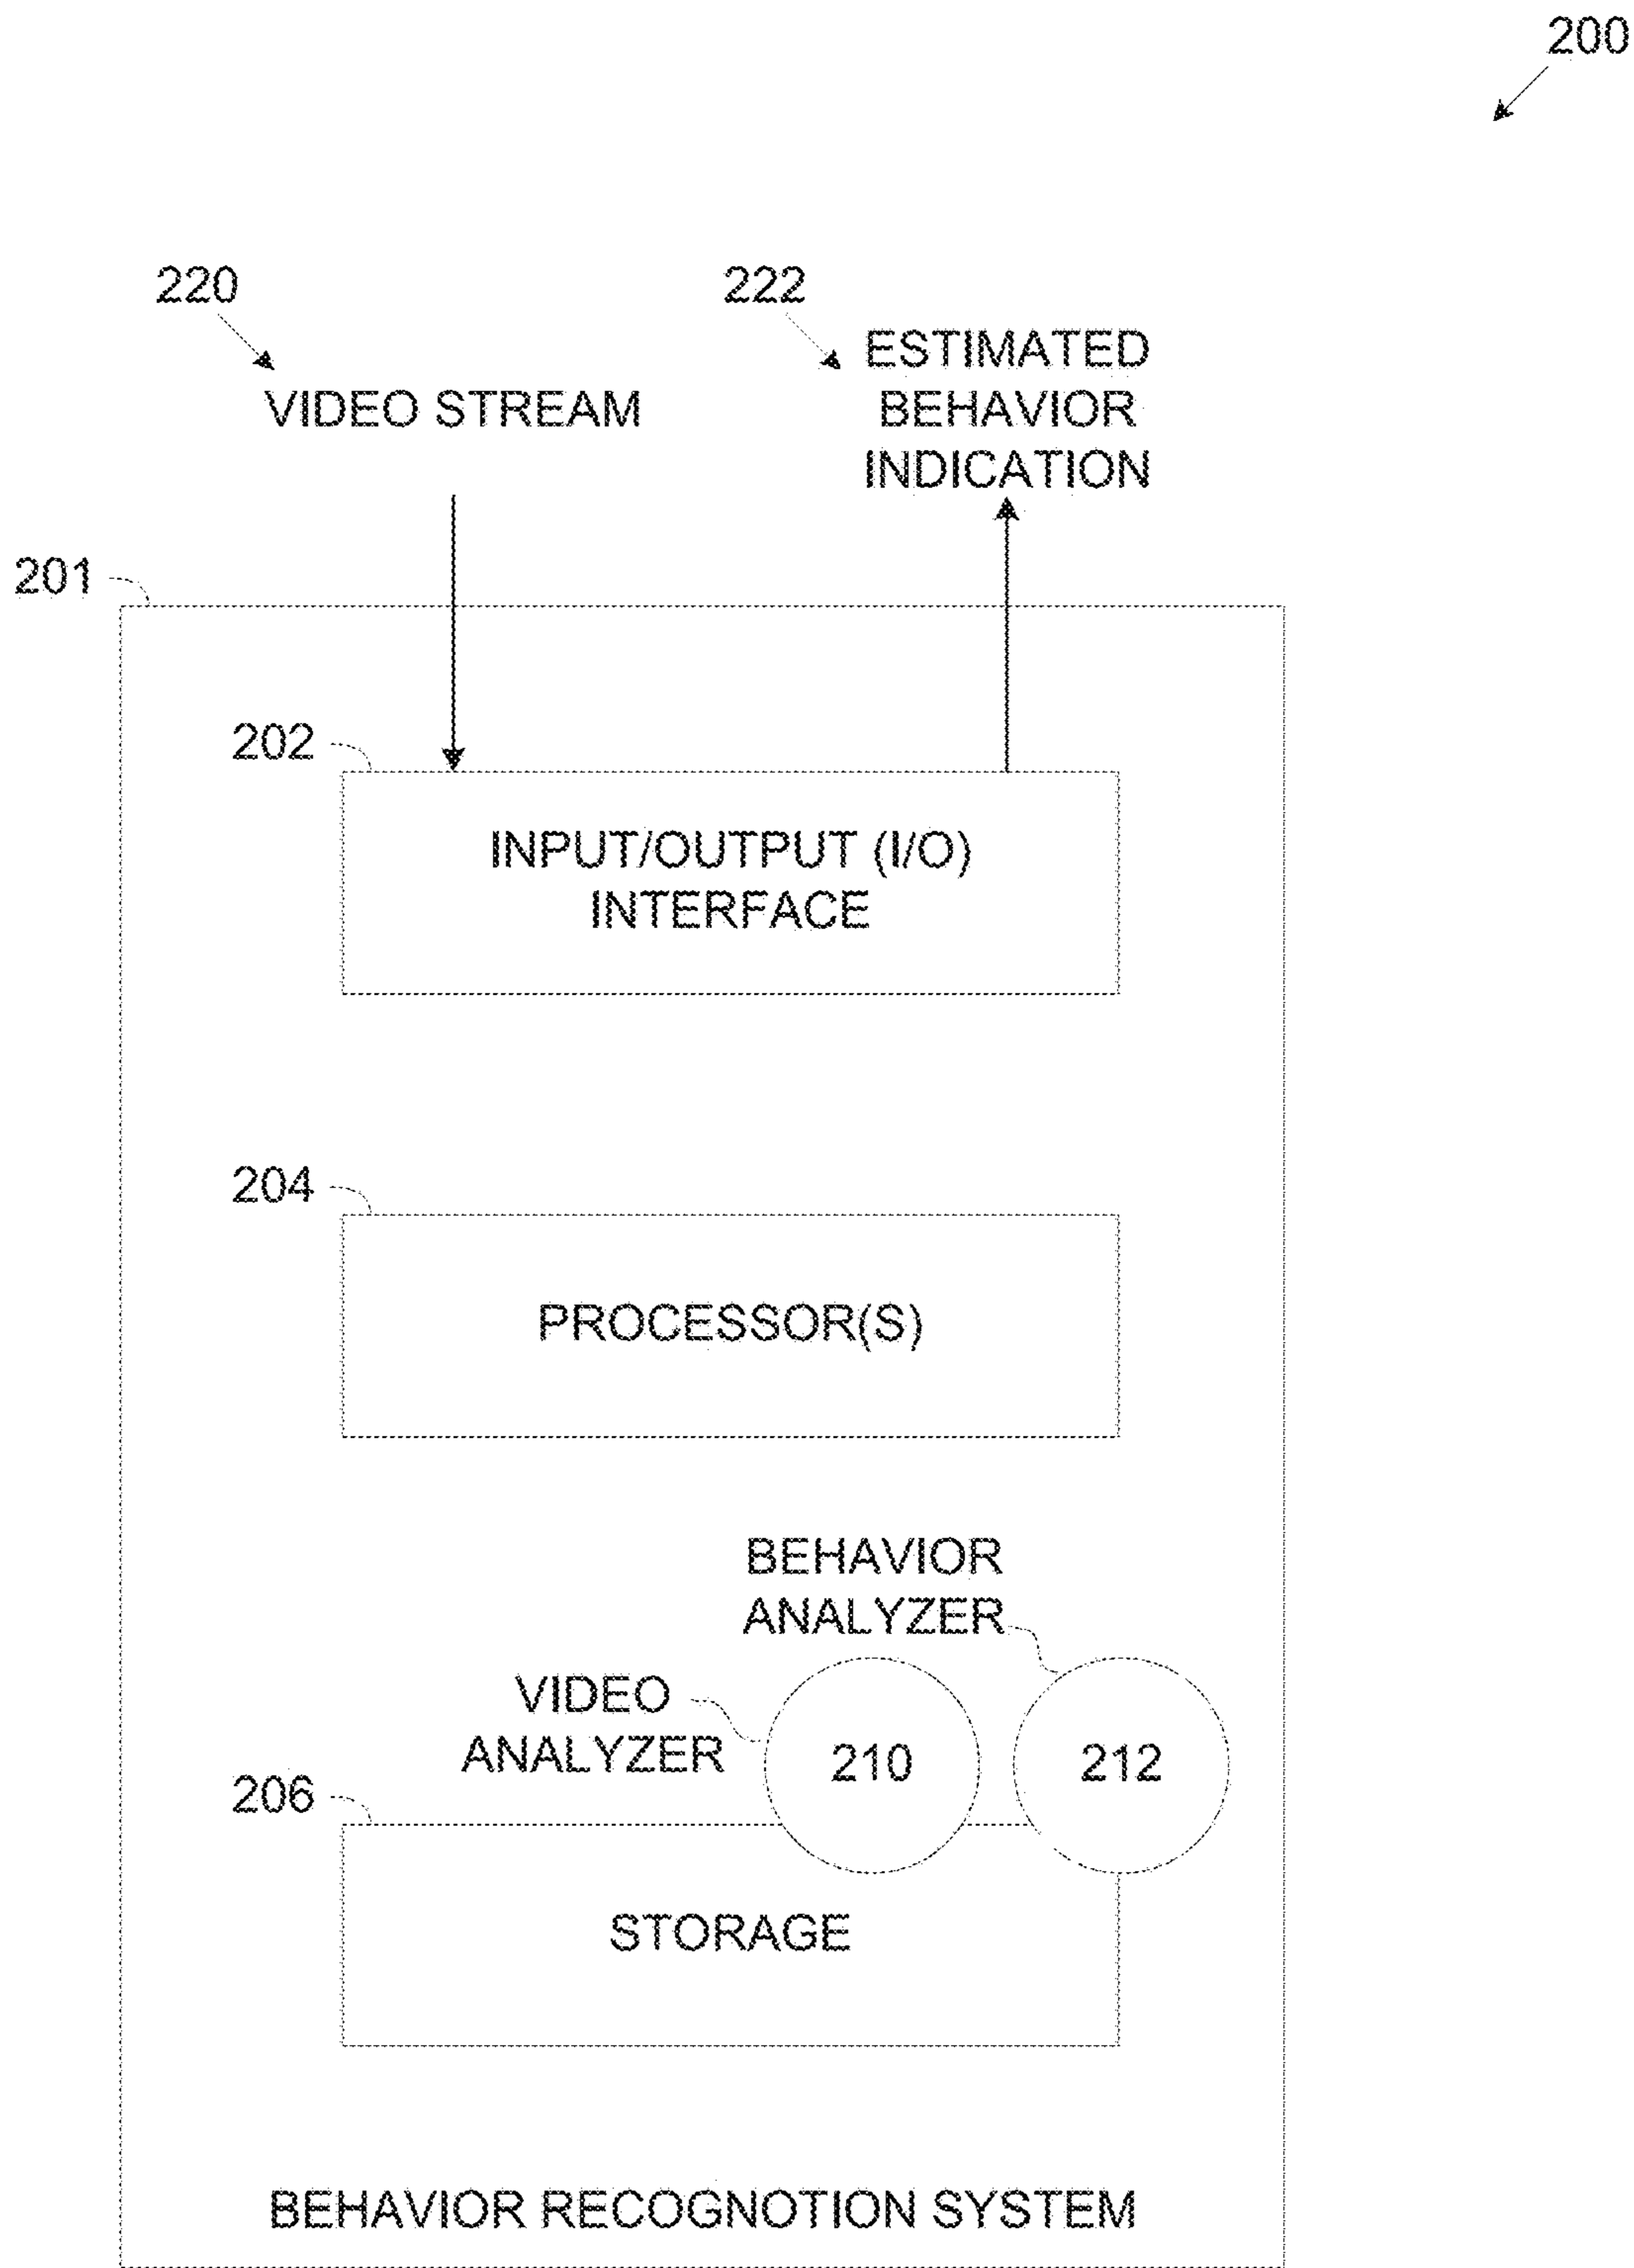 200
220
VIDEO STREAM
222
ESTIMATED
BEHAVIOR
INDICATION
201
202
INPUT/OUTPUT (I/O)
INTERFACE
204
PROCESSOR(S)
BEHAVIOR
ANALYZER
VIDEO
ANALYZER
210
212
206
STORAGE
BEHAVIOR RECOGNOTION SYSTEM